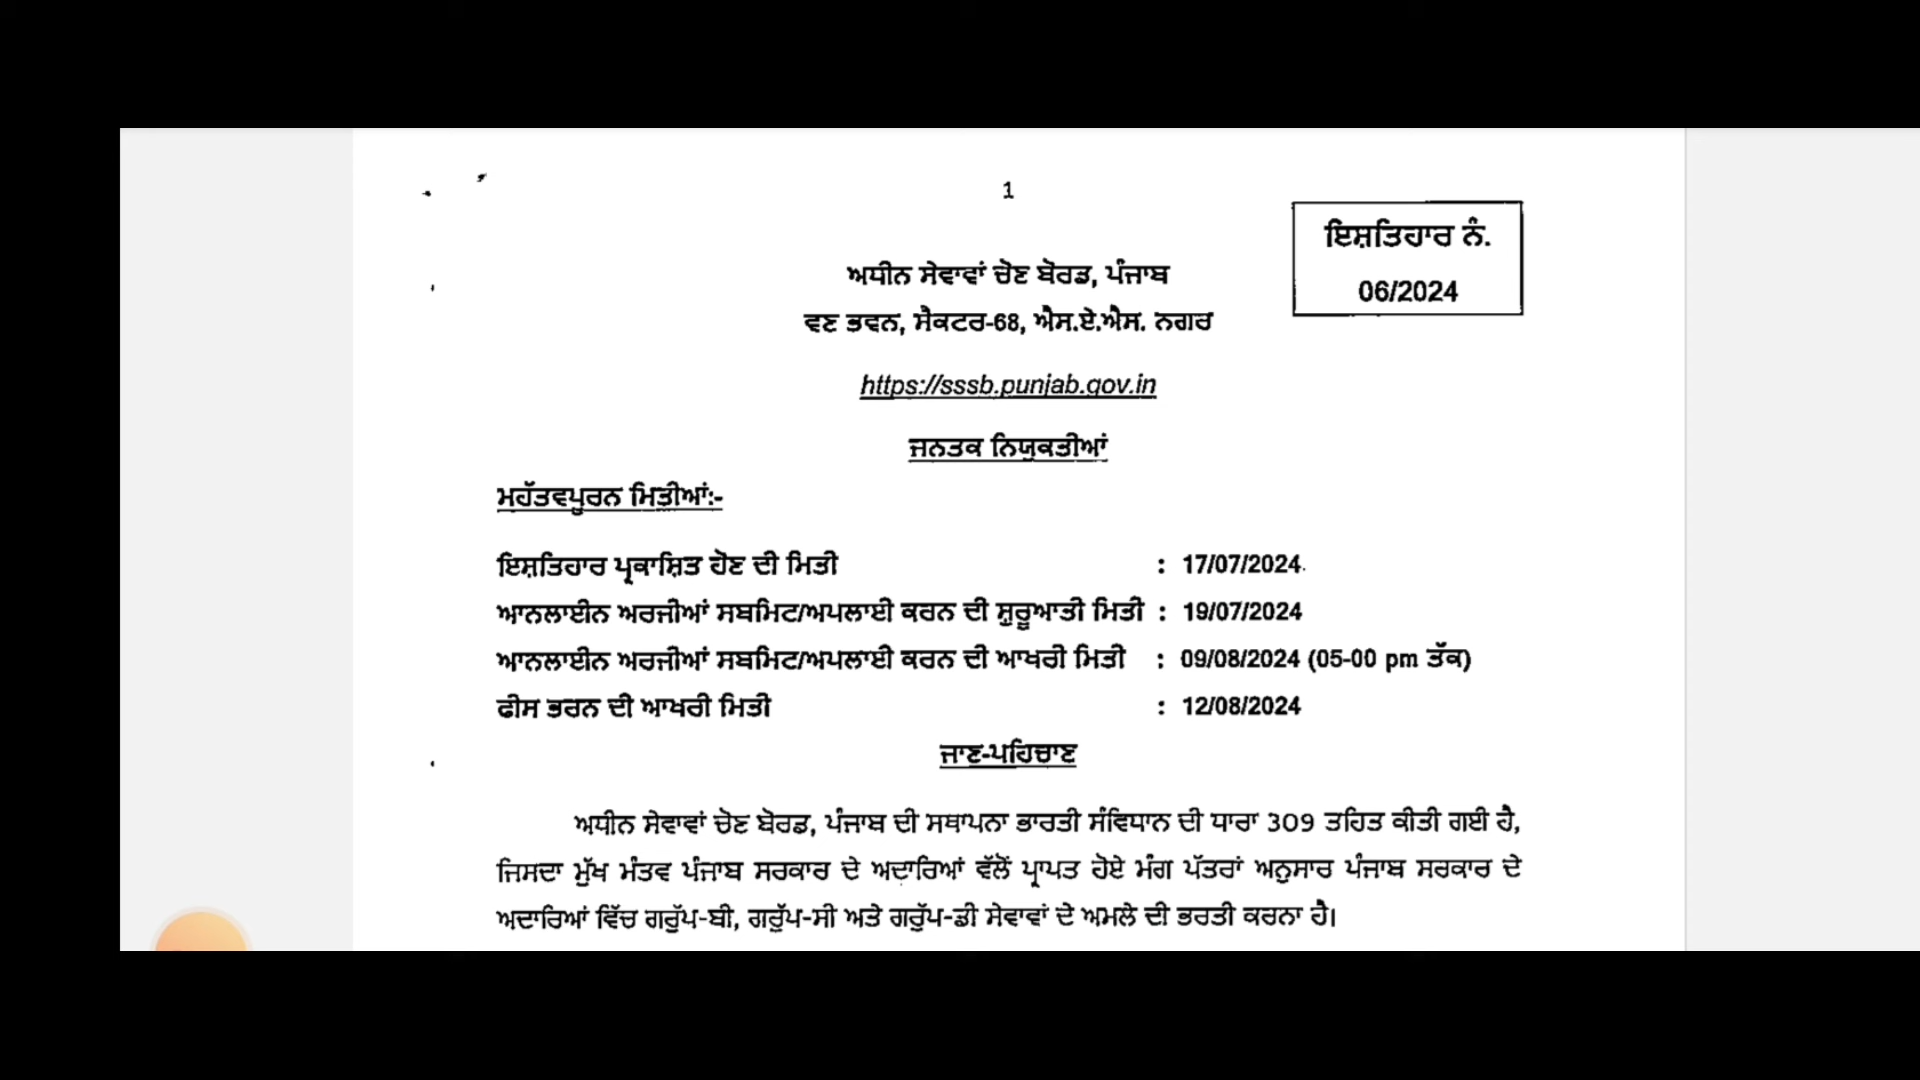 1
ਇਸ਼ਤਿਹਾਰ ਨੰ.
06/2024
ਅਧੀਨ ਸੇਵਾਵਾਂ ਚੋਣ ਬੋਰਡ, ਪੰਜਾਬ
ਵਣ ਭਵਨ, ਸੈਕਟਰ-68, ਐਸ.ਏ.ਐਸ. ਨਗਰ
https://sssb.punjab.gov.in
ਜਨਤਕ ਨਿਯੁਕਤੀਆਂ
ਮਹੱਤਵਪੂਰਨ ਮਿਤੀਆਂ:-
ਇਸ਼ਤਿਹਾਰ ਪ੍ਰਕਾਸ਼ਿਤ ਹੋਣ ਦੀ ਮਿਤੀ : 17/07/2024
ਆਨਲਾਈਨ ਅਰਜੀਆਂ ਸਬਮਿਟ/ਅਪਲਾਈ ਕਰਨ ਦੀ ਸ਼ੁਰੂਆਤੀ ਮਿਤੀ : 19/07/2024
ਆਨਲਾਈਨ ਅਰਜੀਆਂ ਸਬਮਿਟ/ਅਪਲਾਈ ਕਰਨ ਦੀ ਆਖਰੀ ਮਿਤੀ : 09/08/2024 (05-00 pm ਤੱਕ)
ਫੀਸ ਭਰਨ ਦੀ ਆਖਰੀ ਮਿਤੀ : 12/08/2024
ਜਾਣ-ਪਹਿਚਾਣ
ਅਧੀਨ ਸੇਵਾਵਾਂ ਚੋਣ ਬੋਰਡ, ਪੰਜਾਬ ਦੀ ਸਥਾਪਨਾ ਭਾਰਤੀ ਸੰਵਿਧਾਨ ਦੀ ਧਾਰਾ 309 ਤਹਿਤ ਕੀਤੀ ਗਈ ਹੈ,
ਜਿਸਦਾ ਮੁੱਖ ਮੰਤਵ ਪੰਜਾਬ ਸਰਕਾਰ ਦੇ ਅਦਾਰਿਆਂ ਵੱਲੋਂ ਪ੍ਰਾਪਤ ਹੋਏ ਮੰਗ ਪੱਤਰਾਂ ਅਨੁਸਾਰ ਪੰਜਾਬ ਸਰਕਾਰ ਦੇ
ਅਦਾਰਿਆਂ ਵਿੱਚ ਗਰੁੱਪ-ਬੀ, ਗਰੁੱਪ-ਸੀ ਅਤੇ ਗਰੁੱਪ-ਡੀ ਸੇਵਾਵਾਂ ਦੇ ਅਮਲੇ ਦੀ ਭਰਤੀ ਕਰਨਾ ਹੈ।